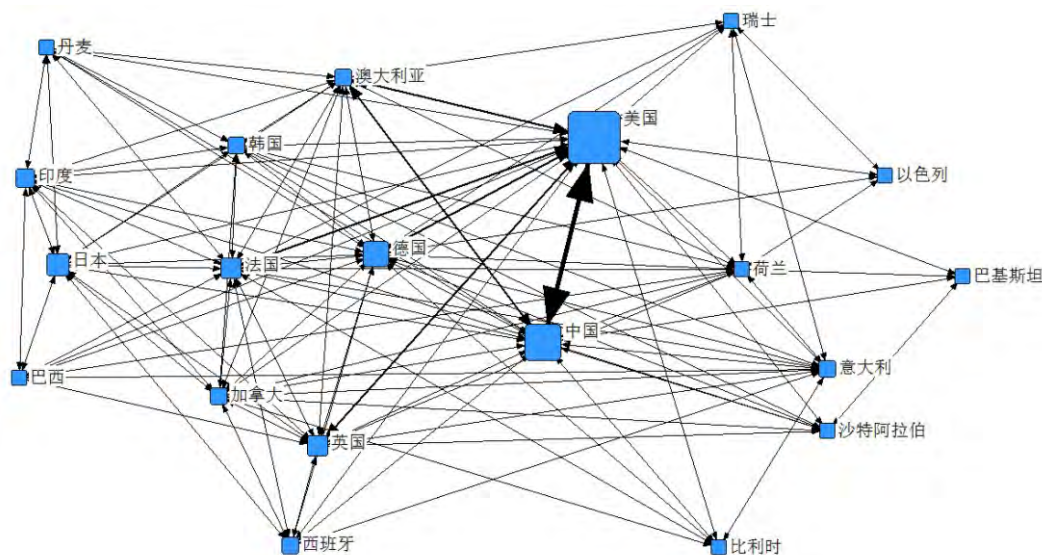 瑞士
丹麦
澳大利亚
美国
韩国
印度
以色列
德国
日本
法国
荷兰
巴基斯坦
中国
意大利
巴西
加拿大
沙特阿拉伯
英国
西班牙
比利时